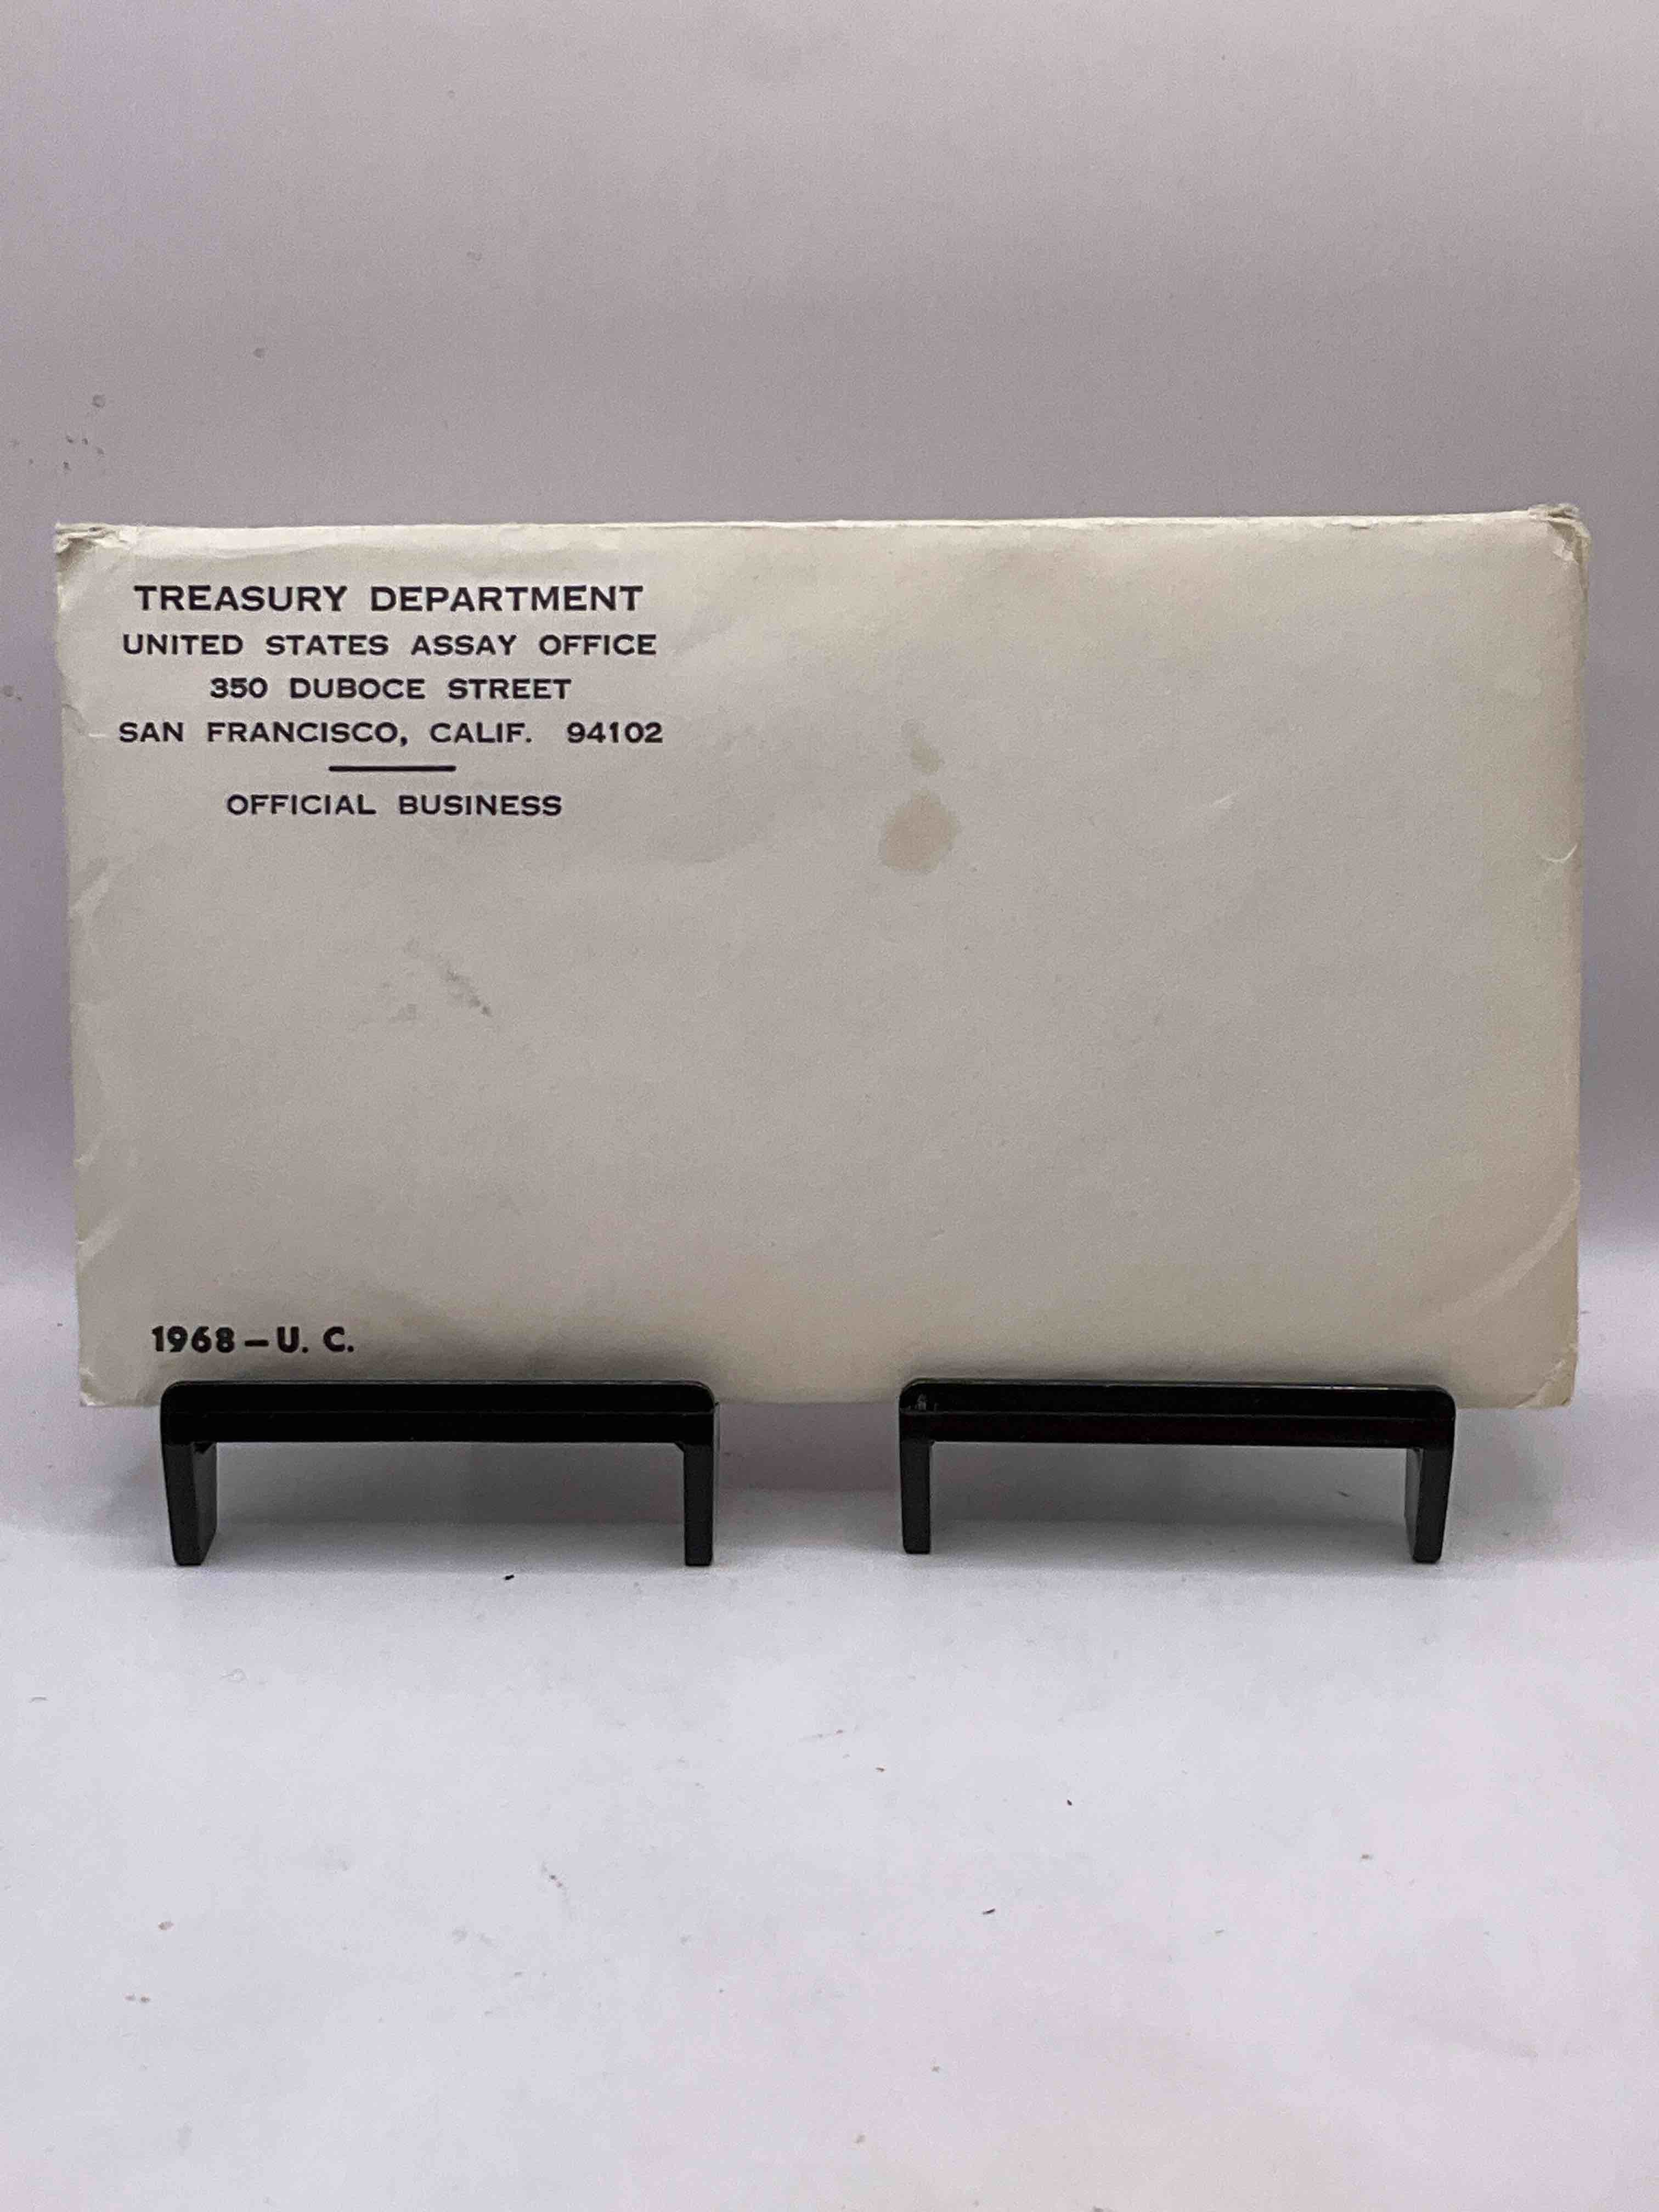 TREASURY DEPARTMENT
UNITED STATES ASSAY OFFICE
350 DUBOCE STREET
SAN FRANCISCO, CALIF. 94102
OFFICIAL BUSINESS
1968-U. C.